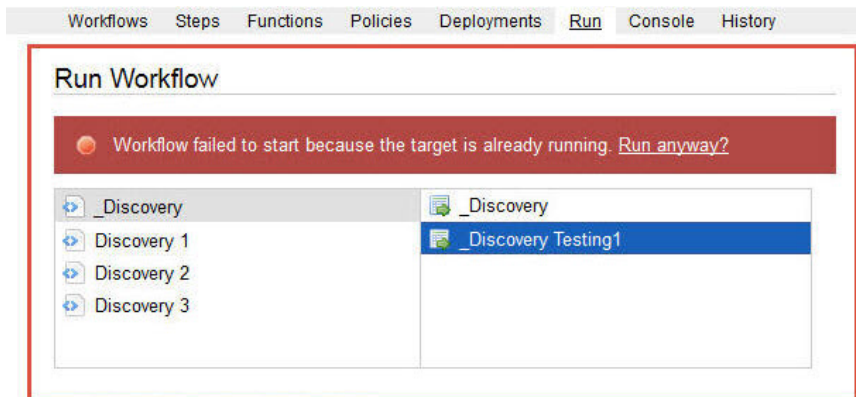 Workflows Steps Functions Policies Deployments Run Console History
Run Workflow
Workflow failed to start because the target is already running. Run anyway?
_Discovery
Discovery 1
Discovery 2
Discovery 3
_Discovery
_Discovery Testing1